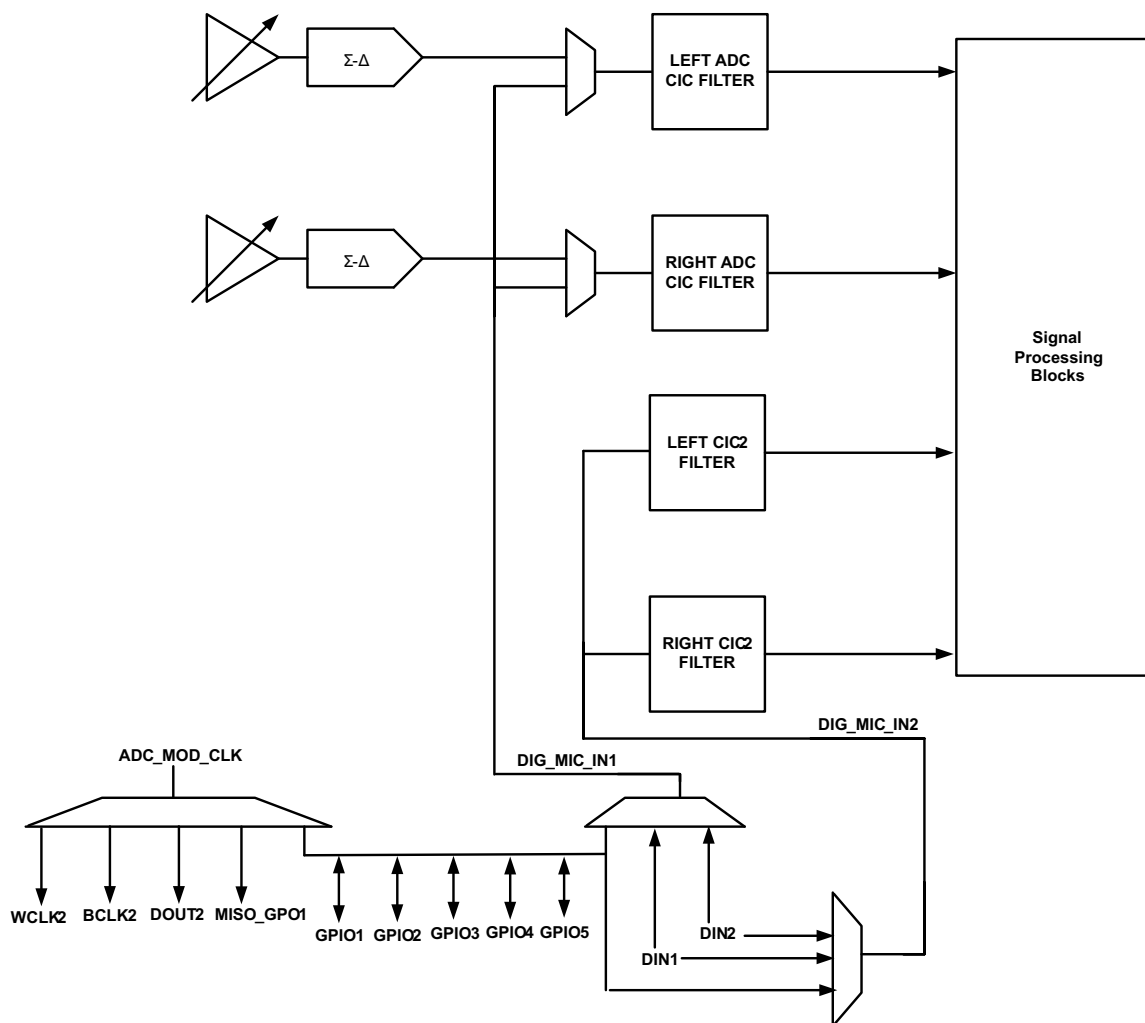 Σ-Δ
LEFT ADC
CIC FILTER
Σ-Δ
RIGHT ADC
CIC FILTER
Signal
Processing
Blocks
LEFT CIC2
FILTER
RIGHT CIC2
FILTER
DIG_MIC_IN2
ADC_MOD_CLK
DIG_MIC_IN1
WCLK2
BCLK2
DOUT2
MISO_GPO1
GPIO1
GPIO2
GPIO3
GPIO4
GPIO5
DIN2
DIN1